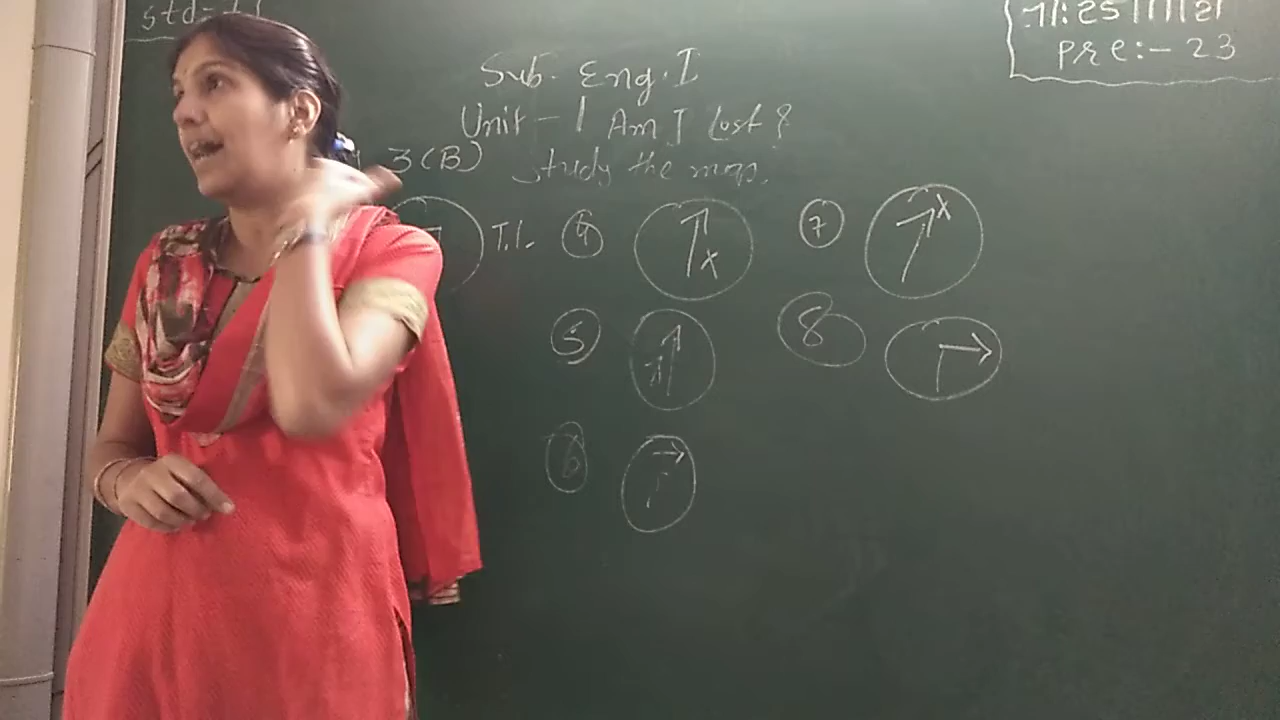 std:-
25/11/21
Pre:- 23
Sub. Eng. I
Unit - 1 Am I Lost?
3(B) Study the map.
T.L. 4 x 7 x
5 8
6